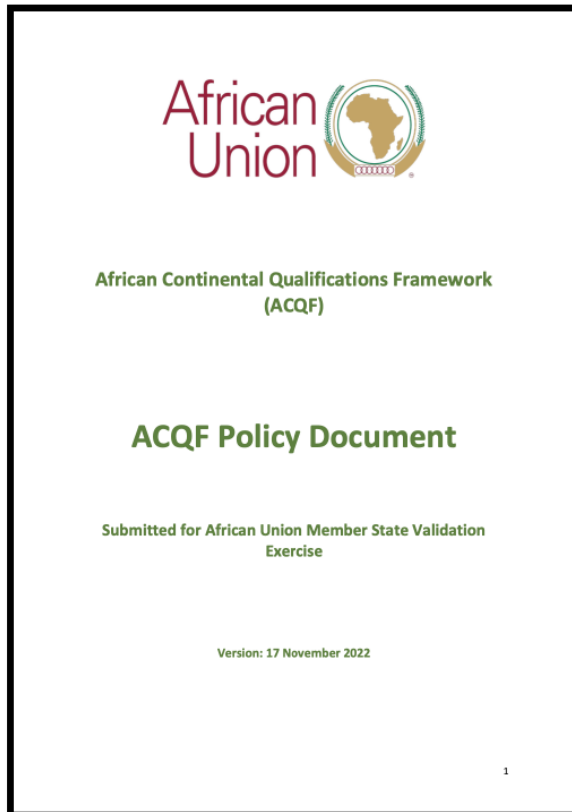 African
Union
African Continental Qualifications Framework
(ACQF)
ACQF Policy Document
Submitted for African Union Member State Validation
Exercise
Version: 17 November 2022
1